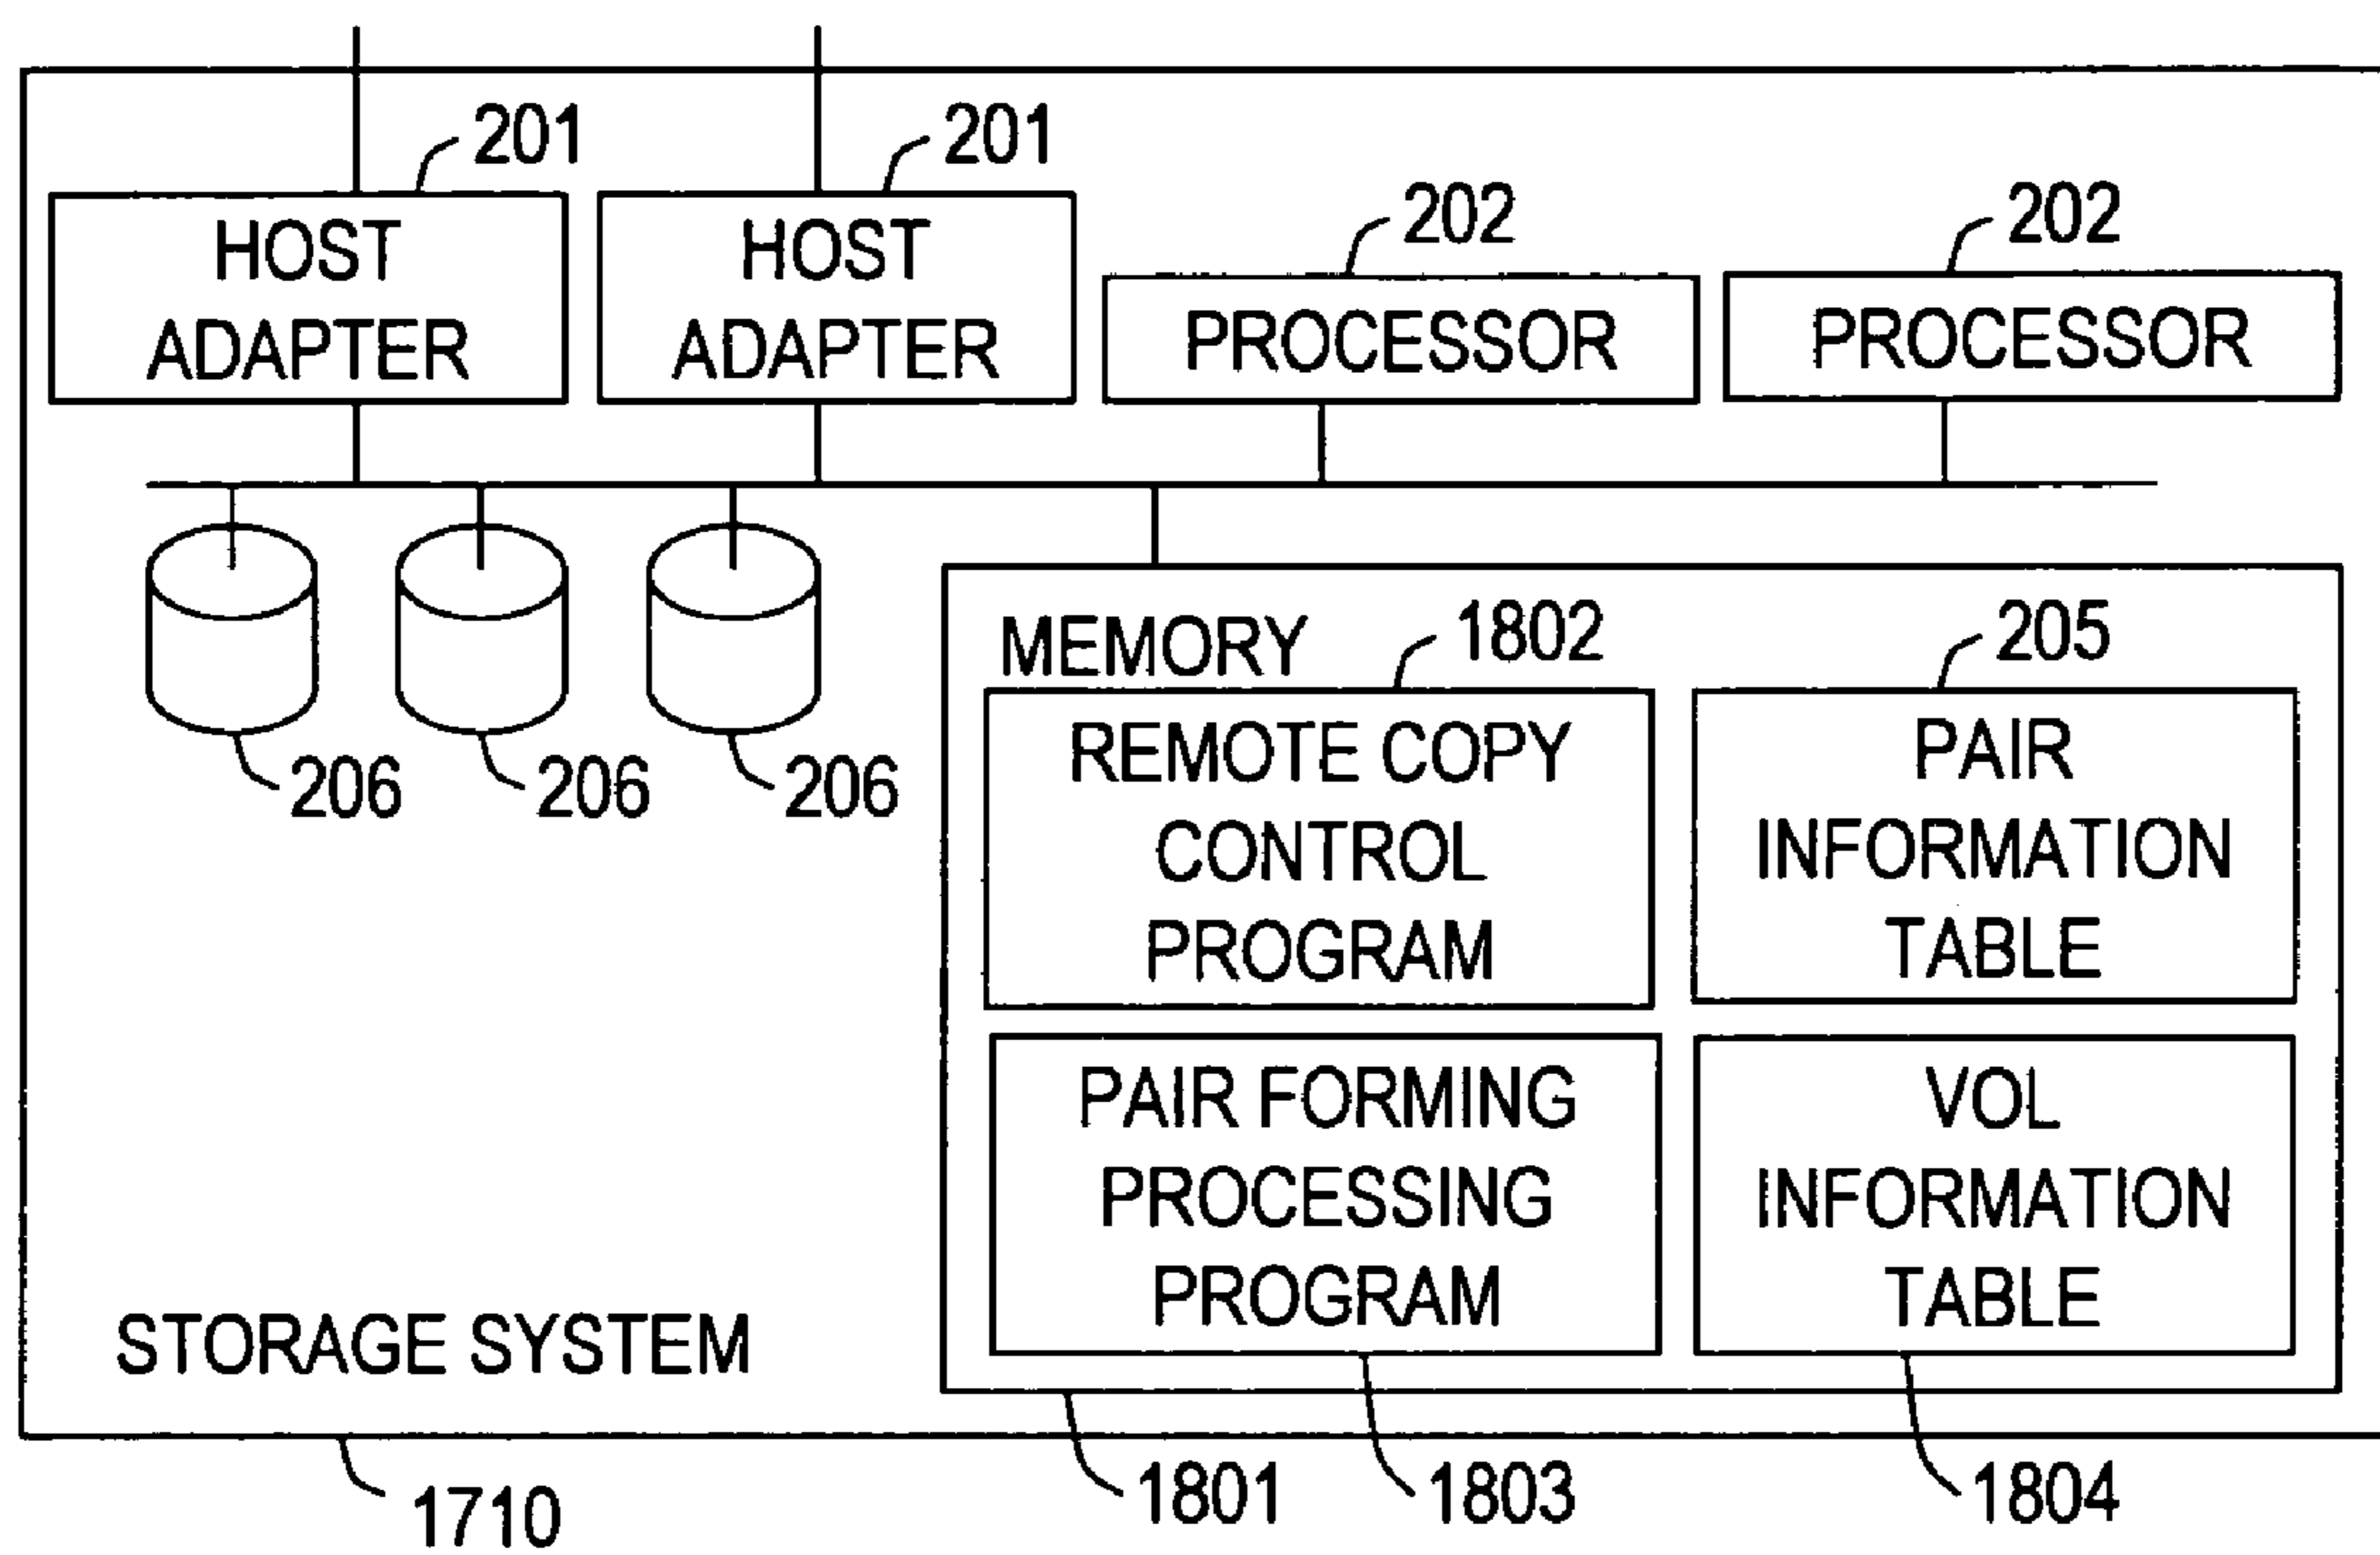 201
201
202
202
HOST
ADAPTER
HOST
ADAPTER
PROCESSOR
PROCESSOR
MEMORY
1802
205
206
206
206
REMOTE COPY
CONTROL
PROGRAM
PAIR
INFORMATION
TABLE
PAIR FORMING
PROCESSING
PROGRAM
VOL
INFORMATION
TABLE
STORAGE SYSTEM
1710
1801
1803
1804